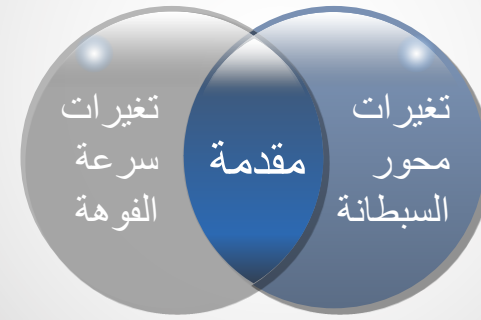 تغيرات
محور
السبطانة
مقدمة
تغيرات
سرعة
الفوهة